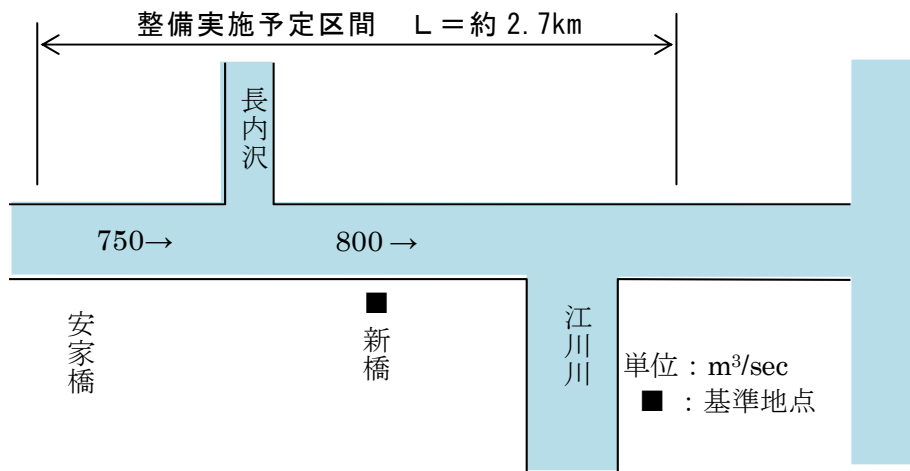 整備実施予定区間　Ｌ＝約 2.7km
長内沢
750→
800→
安家橋
■
新橋
江川川
単位：m³/sec
■ ：基準地点